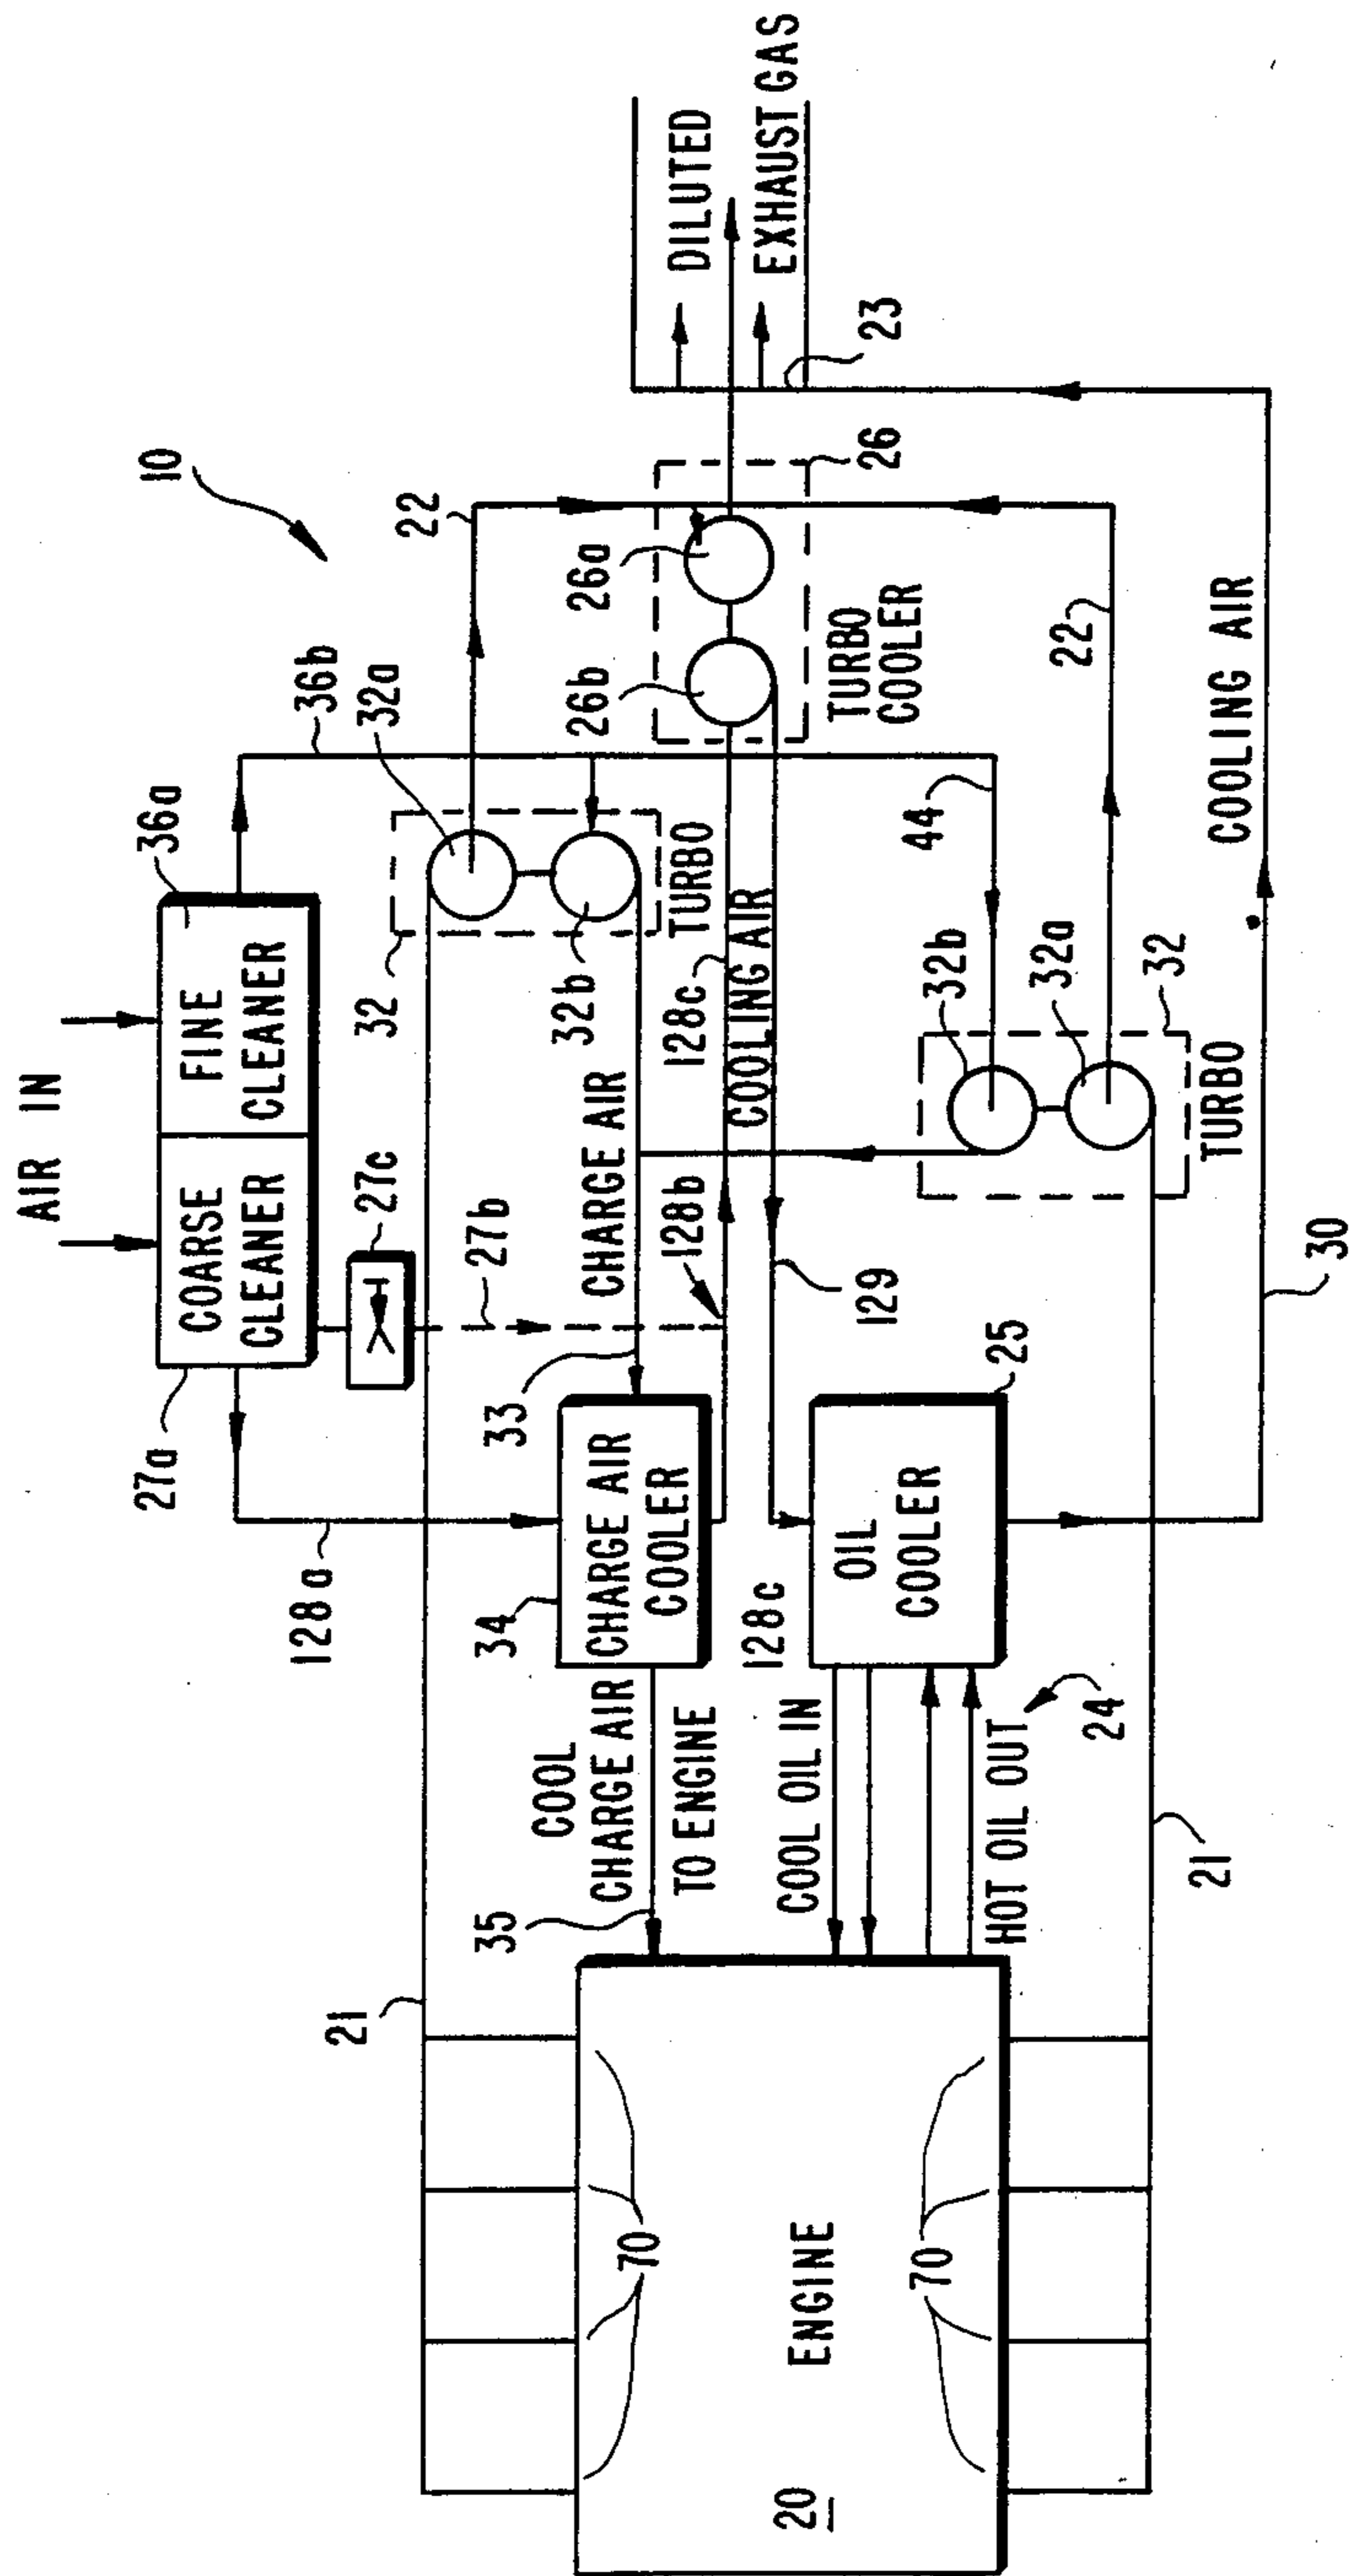 AIR IN
10
COARSE
CLEANER
FINE
CLEANER
36a
36b
27a
27c
27b
128a
32a
32
32b
TURBO
22
21
33
CHARGE AIR
34
CHARGE AIR
COOLER
COOL
CHARGE AIR
TO ENGINE
35
128b
128c
COOLING AIR
26b
26a
26
TURBO
COOLER
DILUTED
EXHAUST GAS
23
129
128c
OIL
COOLER
25
COOL OIL IN
HOT OIL OUT
24
44
32b
32a
32
TURBO
22
21
30
COOLING AIR
70
70
ENGINE
20